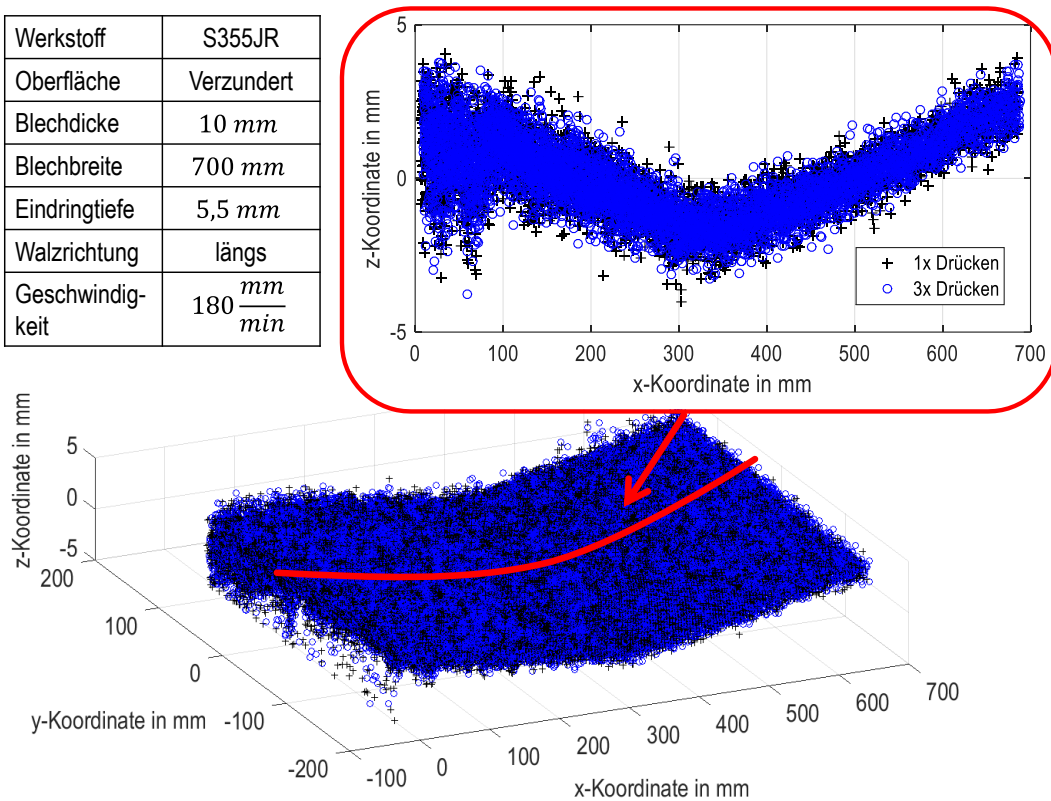 Werkstoff S355JR
Oberfläche Verzundert
Blechdicke 10 mm
Blechbreite 700 mm
Eindringtiefe 5,5 mm
Walzrichtung längs
Geschwindig-
keit 180 mm/min
5
0
-5
z-Koordinate in mm
0 100 200 300 400 500 600 700
x-Koordinate in mm
1x Drücken
3x Drücken
z-Koordinate in mm
5
0
-5
200
100
0
-100
-200
y-Koordinate in mm
-100 0 100 200 300 400 500 600 700
x-Koordinate in mm